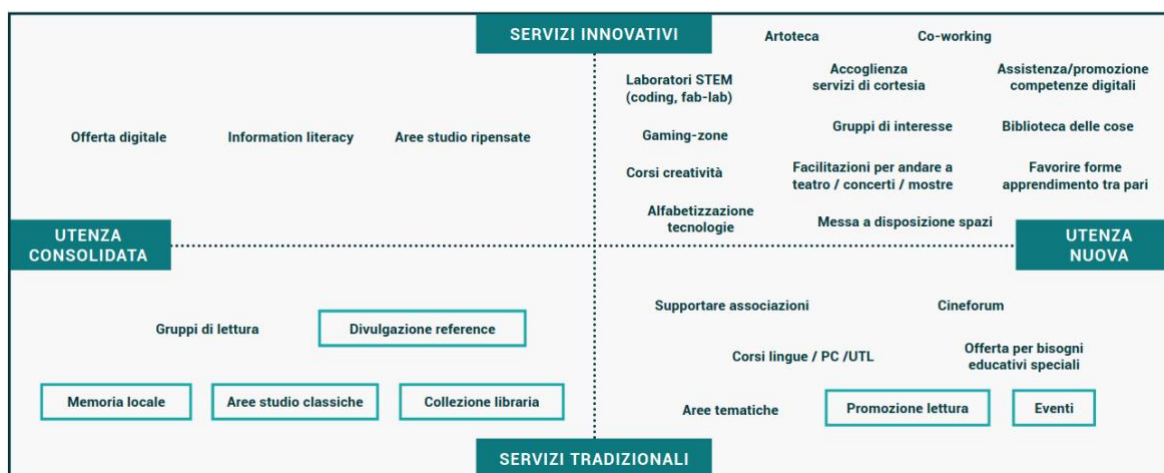 SERVIZI INNOVATIVI
Artoteca
Co-working
Laboratori STEM
(coding, fab-lab)
Accoglienza
servizi di cortesia
Assistenza/promozione
competenze digitali
Offerta digitale
Information literacy
Aree studio ripensate
Gaming-zone
Gruppi di interesse
Biblioteca delle cose
Corsi creatività
Facilitazioni per andare a
teatro / concerti / mostre
Favorire forme
apprendimento tra pari
Alfabetizzazione
tecnologie
Messa a disposizione spazi
UTENZA
CONSOLIDATA
UTENZA
NUOVA
Gruppi di lettura
Divulgazione reference
Memoria locale
Aree studio classiche
Collezione libraria
Supportare associazioni
Cineforum
Corsi lingue / PC /UTL
Offerta per bisogni
educativi speciali
Aree tematiche
Promozione lettura
Eventi
SERVIZI TRADIZIONALI